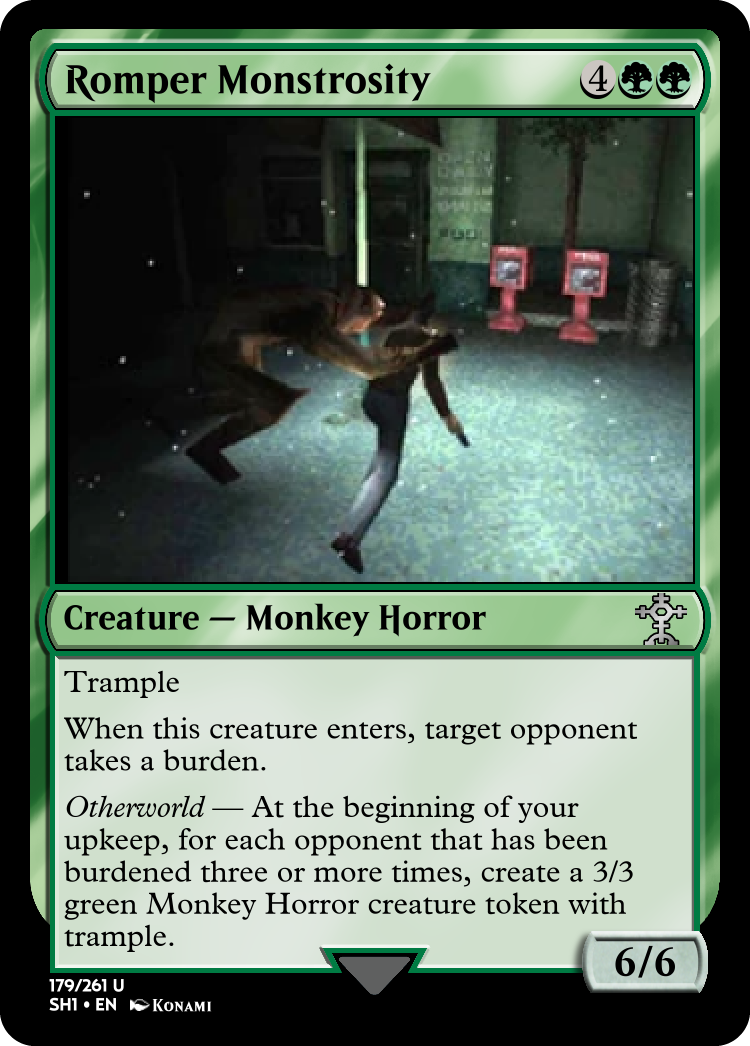 Romper Monstrosity 4
Creature — Monkey Horror
Trample
When this creature enters, target opponent
takes a burden.
Otherworld — At the beginning of your
upkeep, for each opponent that has been
burdened three or more times, create a 3/3
green Monkey Horror creature token with
trample.
6/6
179/261 U
SH1 • EN KONAMI